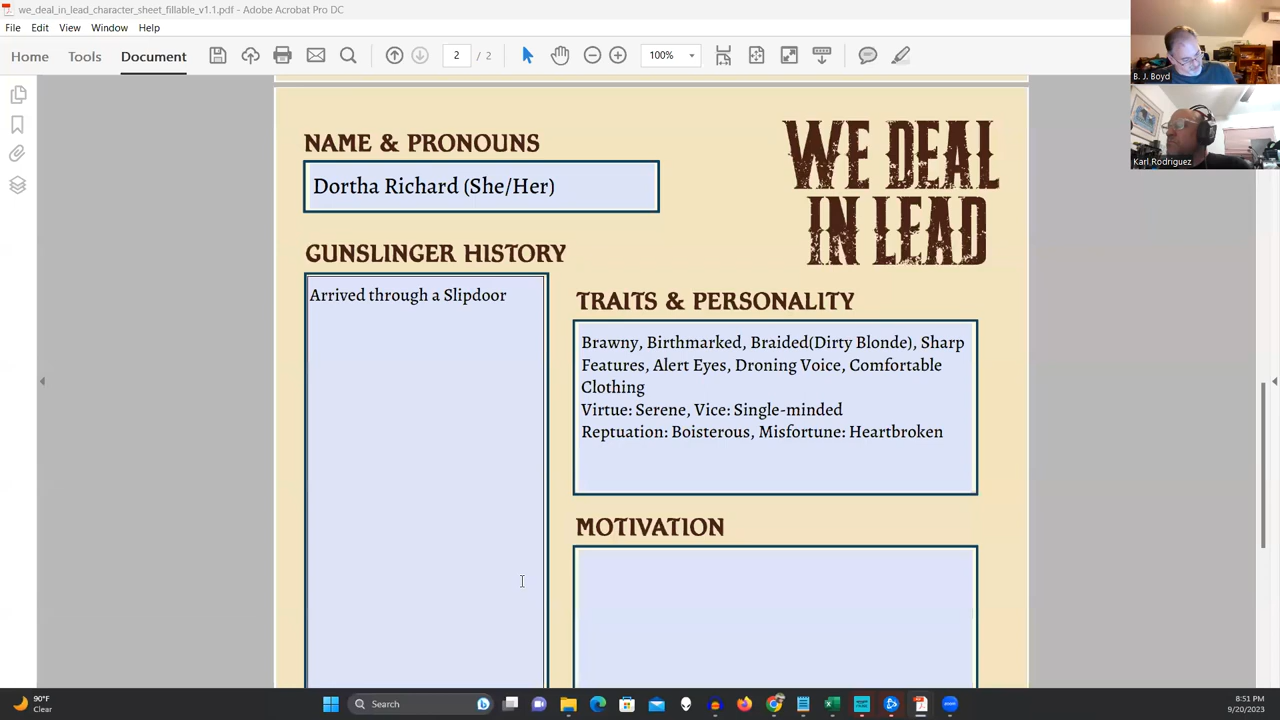 we_deal_in_lead_character_sheet_fillable_v1.1.pdf - Adobe Acrobat Pro DC
File Edit View Window Help
Home Tools Document 2 / 2 100%
B. J. Boyd
Karl Rodriguez
NAME & PRONOUNS
Dortha Richard (She/Her)
WE DEAL
IN LEAD
GUNSLINGER HISTORY
Arrived through a Slipdoor
TRAITS & PERSONALITY
Brawny, Birthmarked, Braided(Dirty Blonde), Sharp
Features, Alert Eyes, Droning Voice, Comfortable
Clothing
Virtue: Serene, Vice: Single-minded
Reptuation: Boisterous, Misfortune: Heartbroken
MOTIVATION
90°F
Clear
Search
8:51 PM
9/20/2023